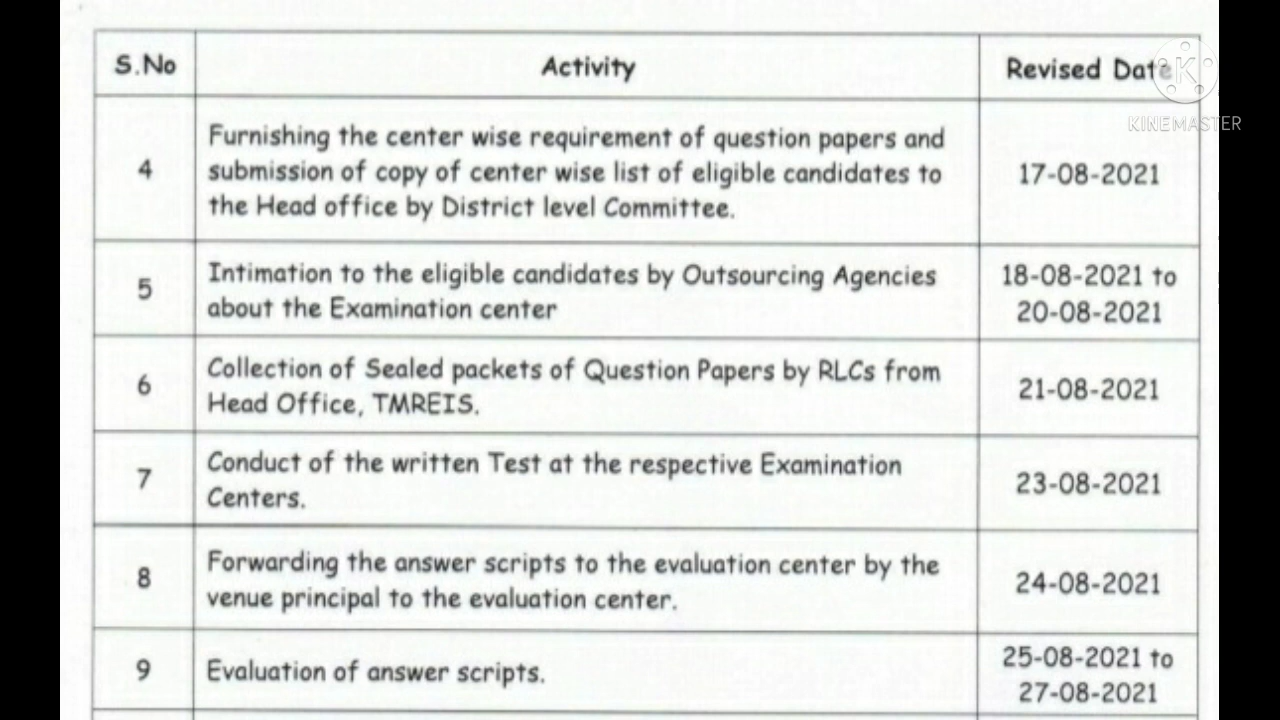 S.No Activity Revised Date
KINEMASTER
4 Furnishing the center wise requirement of question papers and
submission of copy of center wise list of eligible candidates to 17-08-2021
the Head office by District level Committee.
5 Intimation to the eligible candidates by Outsourcing Agencies 18-08-2021 to
about the Examination center 20-08-2021
6 Collection of Sealed packets of Question Papers by RLCs from 21-08-2021
Head Office, TMREIS.
7 Conduct of the written Test at the respective Examination 23-08-2021
Centers.
8 Forwarding the answer scripts to the evaluation center by the 24-08-2021
venue principal to the evaluation center.
9 Evaluation of answer scripts. 25-08-2021 to
27-08-2021